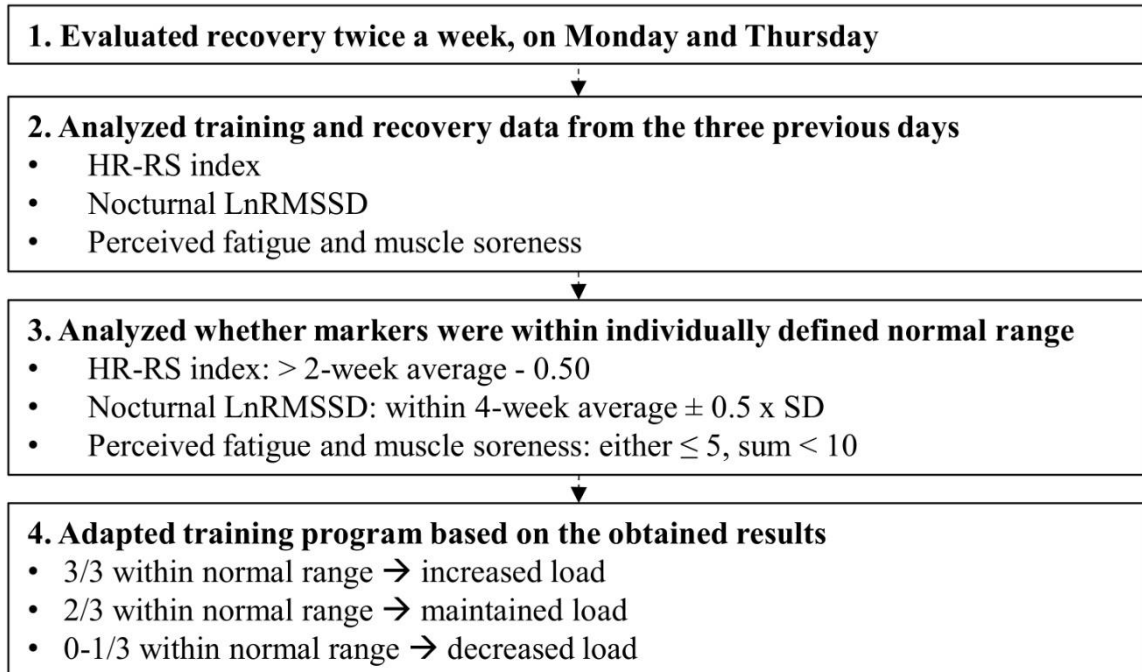 1. Evaluated recovery twice a week, on Monday and Thursday
2. Analyzed training and recovery data from the three previous days
• HR-RS index
• Nocturnal LnRMSSD
• Perceived fatigue and muscle soreness
3. Analyzed whether markers were within individually defined normal range
• HR-RS index: > 2-week average - 0.50
• Nocturnal LnRMSSD: within 4-week average ± 0.5 x SD
• Perceived fatigue and muscle soreness: either ≤ 5, sum < 10
4. Adapted training program based on the obtained results
• 3/3 within normal range → increased load
• 2/3 within normal range → maintained load
• 0-1/3 within normal range → decreased load